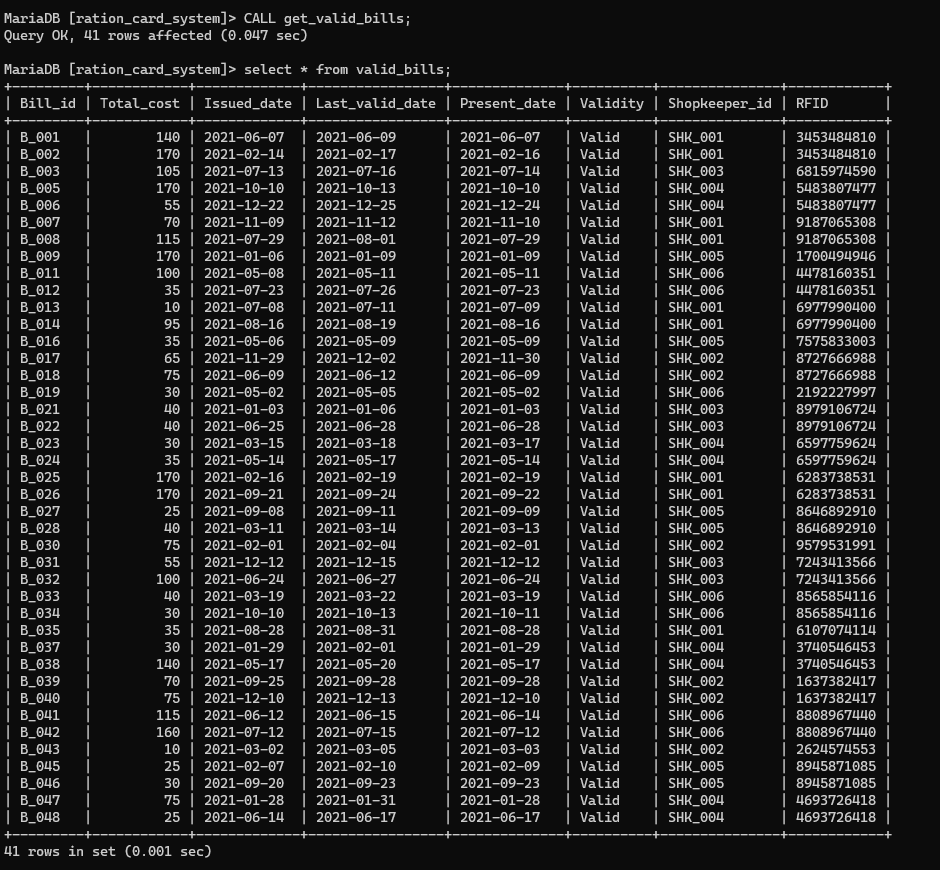 MariaDB [ration_card_system]> CALL get_valid_bills;
Query OK, 41 rows affected (0.047 sec)
MariaDB [ration_card_system]> select * from valid_bills;
+---------+------------+-------------+-----------------+--------------+----------+---------------+------------+
| Bill_id | Total_cost | Issued_date | Last_valid_date | Present_date | Validity | Shopkeeper_id | RFID       |
+---------+------------+-------------+-----------------+--------------+----------+---------------+------------+
| B_001   |        140 | 2021-06-07  | 2021-06-09      | 2021-06-07   | Valid    | SHK_001       | 3453484810 |
| B_002   |        170 | 2021-02-14  | 2021-02-17      | 2021-02-16   | Valid    | SHK_001       | 3453484810 |
| B_003   |        105 | 2021-07-13  | 2021-07-16      | 2021-07-14   | Valid    | SHK_003       | 6815974590 |
| B_005   |        170 | 2021-10-10  | 2021-10-13      | 2021-10-10   | Valid    | SHK_004       | 5483807477 |
| B_006   |         55 | 2021-12-22  | 2021-12-25      | 2021-12-24   | Valid    | SHK_004       | 5483807477 |
| B_007   |         70 | 2021-11-09  | 2021-11-12      | 2021-11-10   | Valid    | SHK_001       | 9187065308 |
| B_008   |        115 | 2021-07-29  | 2021-08-01      | 2021-07-29   | Valid    | SHK_001       | 9187065308 |
| B_009   |        170 | 2021-01-06  | 2021-01-09      | 2021-01-09   | Valid    | SHK_005       | 1700494946 |
| B_011   |        100 | 2021-05-08  | 2021-05-11      | 2021-05-11   | Valid    | SHK_006       | 4478160351 |
| B_012   |         35 | 2021-07-23  | 2021-07-26      | 2021-07-23   | Valid    | SHK_006       | 4478160351 |
| B_013   |         10 | 2021-07-08  | 2021-07-11      | 2021-07-09   | Valid    | SHK_001       | 6977990400 |
| B_014   |         95 | 2021-08-16  | 2021-08-19      | 2021-08-16   | Valid    | SHK_001       | 6977990400 |
| B_016   |         35 | 2021-05-06  | 2021-05-09      | 2021-05-09   | Valid    | SHK_005       | 7575833003 |
| B_017   |         65 | 2021-11-29  | 2021-12-02      | 2021-11-30   | Valid    | SHK_002       | 8727666988 |
| B_018   |         75 | 2021-06-09  | 2021-06-12      | 2021-06-09   | Valid    | SHK_002       | 8727666988 |
| B_019   |         30 | 2021-05-02  | 2021-05-05      | 2021-05-02   | Valid    | SHK_006       | 2192227997 |
| B_021   |         40 | 2021-01-03  | 2021-01-06      | 2021-01-03   | Valid    | SHK_003       | 8979106724 |
| B_022   |         40 | 2021-06-25  | 2021-06-28      | 2021-06-28   | Valid    | SHK_003       | 8979106724 |
| B_023   |         30 | 2021-03-15  | 2021-03-18      | 2021-03-17   | Valid    | SHK_004       | 6597759624 |
| B_024   |         35 | 2021-05-14  | 2021-05-17      | 2021-05-14   | Valid    | SHK_004       | 6597759624 |
| B_025   |        170 | 2021-02-16  | 2021-02-19      | 2021-02-19   | Valid    | SHK_001       | 6283738531 |
| B_026   |        170 | 2021-09-21  | 2021-09-24      | 2021-09-22   | Valid    | SHK_001       | 6283738531 |
| B_027   |         25 | 2021-09-08  | 2021-09-11      | 2021-09-09   | Valid    | SHK_005       | 8646892910 |
| B_028   |         40 | 2021-03-11  | 2021-03-14      | 2021-03-13   | Valid    | SHK_005       | 8646892910 |
| B_030   |         75 | 2021-02-01  | 2021-02-04      | 2021-02-01   | Valid    | SHK_002       | 9579531991 |
| B_031   |         55 | 2021-12-12  | 2021-12-15      | 2021-12-12   | Valid    | SHK_003       | 7243413566 |
| B_032   |        100 | 2021-06-24  | 2021-06-27      | 2021-06-24   | Valid    | SHK_003       | 7243413566 |
| B_033   |         40 | 2021-03-19  | 2021-03-22      | 2021-03-19   | Valid    | SHK_006       | 8565854116 |
| B_034   |         30 | 2021-10-10  | 2021-10-13      | 2021-10-11   | Valid    | SHK_006       | 8565854116 |
| B_035   |         35 | 2021-08-28  | 2021-08-31      | 2021-08-28   | Valid    | SHK_001       | 6107074114 |
| B_037   |         30 | 2021-01-29  | 2021-02-01      | 2021-01-29   | Valid    | SHK_004       | 3740546453 |
| B_038   |        140 | 2021-05-17  | 2021-05-20      | 2021-05-17   | Valid    | SHK_004       | 3740546453 |
| B_039   |         70 | 2021-09-25  | 2021-09-28      | 2021-09-28   | Valid    | SHK_002       | 1637382417 |
| B_040   |         75 | 2021-12-10  | 2021-12-13      | 2021-12-10   | Valid    | SHK_002       | 1637382417 |
| B_041   |        115 | 2021-06-12  | 2021-06-15      | 2021-06-14   | Valid    | SHK_006       | 8808967440 |
| B_042   |        160 | 2021-07-12  | 2021-07-15      | 2021-07-12   | Valid    | SHK_006       | 8808967440 |
| B_043   |         10 | 2021-03-02  | 2021-03-05      | 2021-03-03   | Valid    | SHK_002       | 2624574553 |
| B_045   |         25 | 2021-02-07  | 2021-02-10      | 2021-02-09   | Valid    | SHK_005       | 8945871085 |
| B_046   |         30 | 2021-09-20  | 2021-09-23      | 2021-09-23   | Valid    | SHK_005       | 8945871085 |
| B_047   |         75 | 2021-01-28  | 2021-01-31      | 2021-01-28   | Valid    | SHK_004       | 4693726418 |
| B_048   |         25 | 2021-06-14  | 2021-06-17      | 2021-06-17   | Valid    | SHK_004       | 4693726418 |
+---------+------------+-------------+-----------------+--------------+----------+---------------+------------+
41 rows in set (0.001 sec)